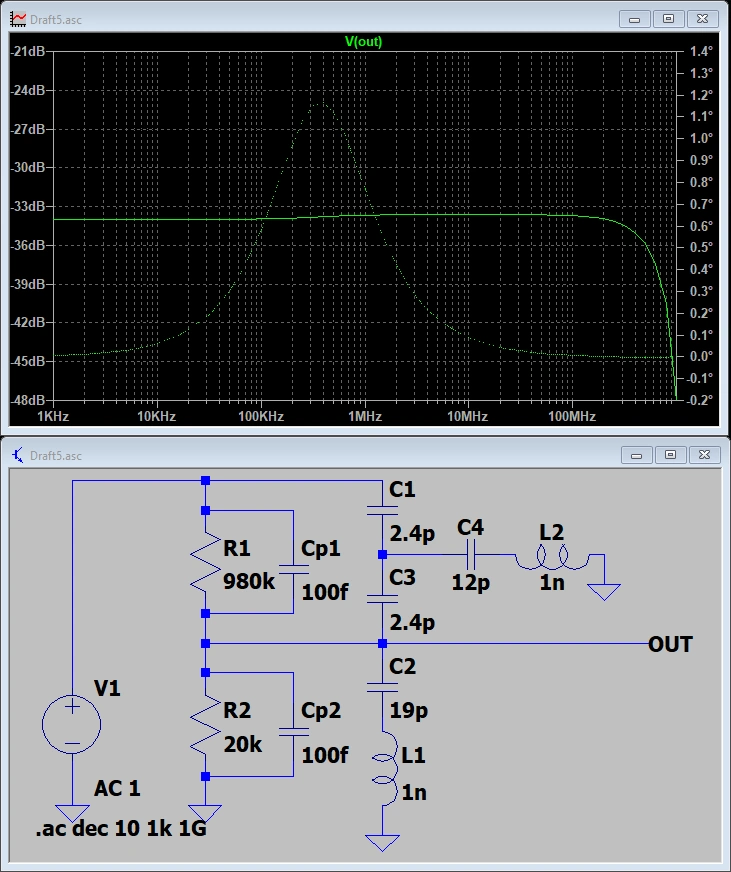 Draft5.asc
V(out)
-21dB
-24dB
-27dB
-30dB
-33dB
-36dB
-39dB
-42dB
-45dB
-48dB
1.4°
1.3°
1.2°
1.1°
1.0°
0.9°
0.8°
0.7°
0.6°
0.5°
0.4°
0.3°
0.2°
0.1°
0.0°
-0.1°
-0.2°
1KHz 10KHz 100KHz 1MHz 10MHz 100MHz
Draft5.asc
C1
2.4p
C4
12p
L2
1n
R1
980k
Cp1
100f
C3
2.4p
OUT
V1
AC 1
R2
20k
Cp2
100f
C2
19p
L1
1n
.ac dec 10 1k 1G